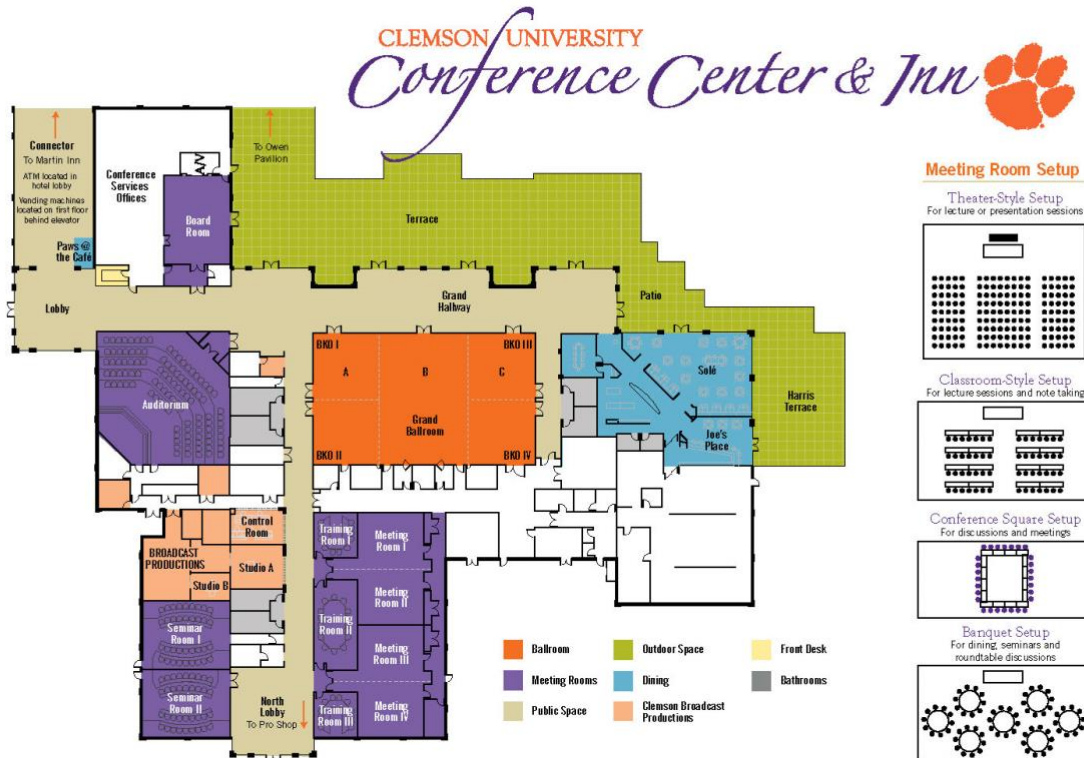 CLEMSON UNIVERSITY
Conference Center & Inn
Connector
To Martin Inn
ATM located in
hotel lobby
Vending machines
located on first floor
behind elevator
Paws @
the Café
Lobby
Conference
Services
Offices
Board
Room
To Owen
Pavilion
Terrace
Grand
Hallway
Patio
Harris
Terrace
Solé
Joe's
Place
BKO I
BKO III
A
B
C
Grand
Ballroom
BKO II
BKO IV
Auditorium
Control
Room
BROADCAST
PRODUCTIONS
Studio A
Studio B
Seminar
Room I
Seminar
Room II
Training
Room I
Training
Room II
Training
Room III
Meeting
Room I
Meeting
Room II
Meeting
Room III
Meeting
Room IV
North
Lobby
To Pro Shop
Ballroom
Meeting Rooms
Public Space
Outdoor Space
Dining
Clemson Broadcast
Productions
Front Desk
Bathrooms
Meeting Room Setup
Theater-Style Setup
For lecture or presentation sessions
Classroom-Style Setup
For lecture sessions and note taking
Conference Square Setup
For discussions and meetings
Banquet Setup
For dining, seminars and
roundtable discussions